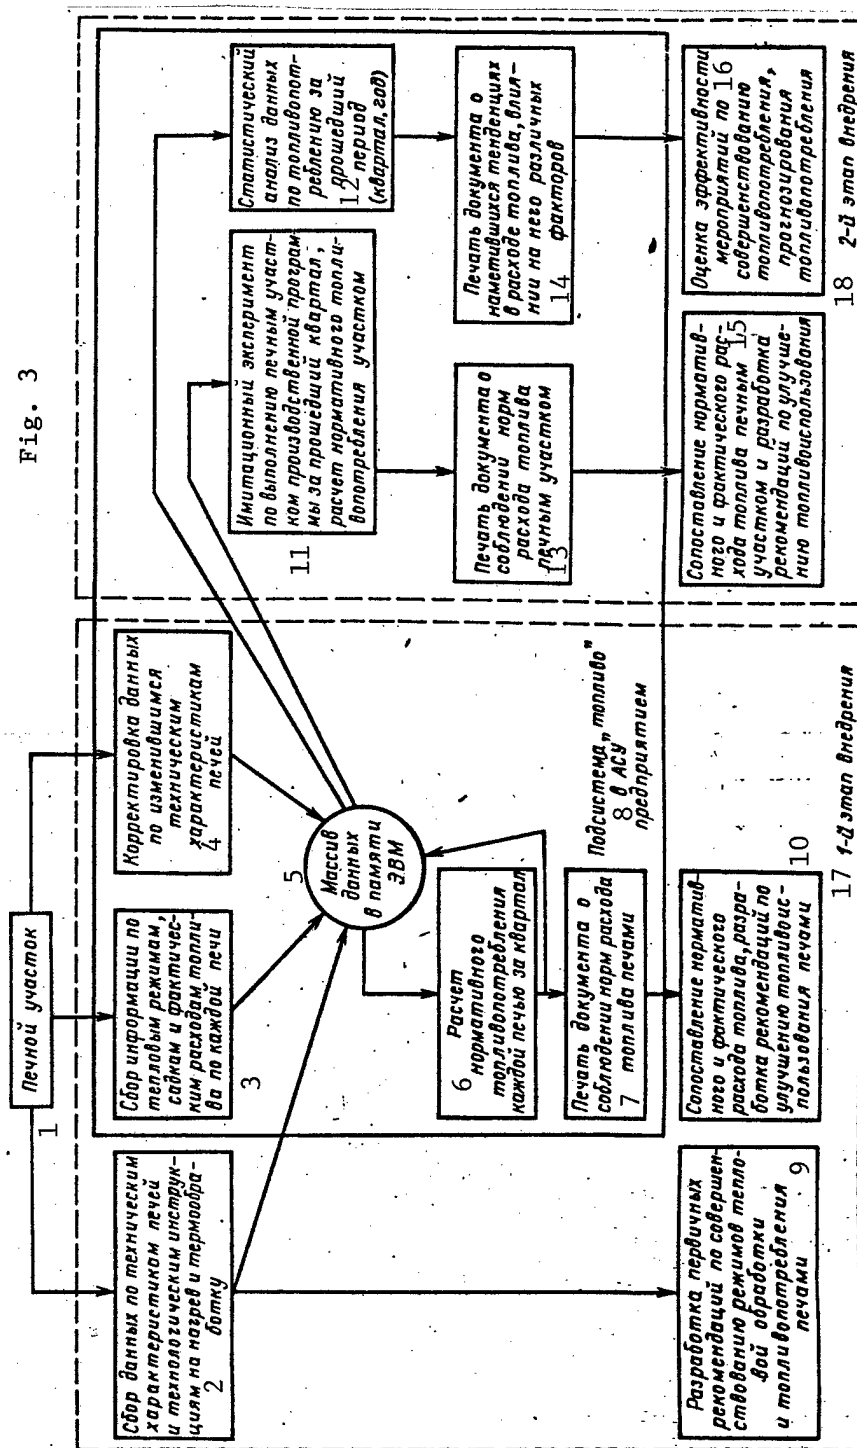 Fig. 3
Печной участок
1
Сбор данных по техническим
характеристикам печей
и технологическим инструк-
циям на нагрев и термообра-
ботку
2
Сбор информации по
тепловым режимам,
садкам и фактичес-
ким расходам топли-
ва по каждой печи
3
Корректировка данных
по изменившимся
техническим
характеристикам
печей
4
5
Массив
данных
в памяти
ЭВМ
6 Расчет
нормативного
топливопотребления
каждой печью за квартал
Печать документа о
соблюдении норм расхода
7 топлива печами
Подсистема „топливо"
8 в АСУ
предприятием
Разработка первичных
рекомендаций по совершен-
ствованию режимов тепло-
вой обработки
и топливопотребления
печами
9
Сопоставление норматив-
ного и фактического
расхода топлива, разра-
ботка рекомендаций по
улучшению топливоис-
пользования печами
10
17 1-й этап внедрения
Имитационный эксперимент
по выполнению печным участ-
ком производственной програм-
мы за прошедший квартал,
расчет нормативного топли-
вопотребления участком
11
Статистический
анализ данных
по топливопот-
реблению за
прошедший
12 период
(квартал, год)
Печать документа о
соблюдении норм
расхода топлива
печным участком
13
Печать документа о
наметившихся тенденциях
в расходе топлива, влия-
нии на него различных
14 факторов
Сопоставление норматив-
ного и фактического рас-
хода топлива печным 15
участком и разработка
рекомендации по улучше-
нию топливоиспользования
Оценка эффективности
мероприятий по 16
совершенствованию
топливопотребления,
прогнозирования
топливопотребления
18 2-й этап внедрения